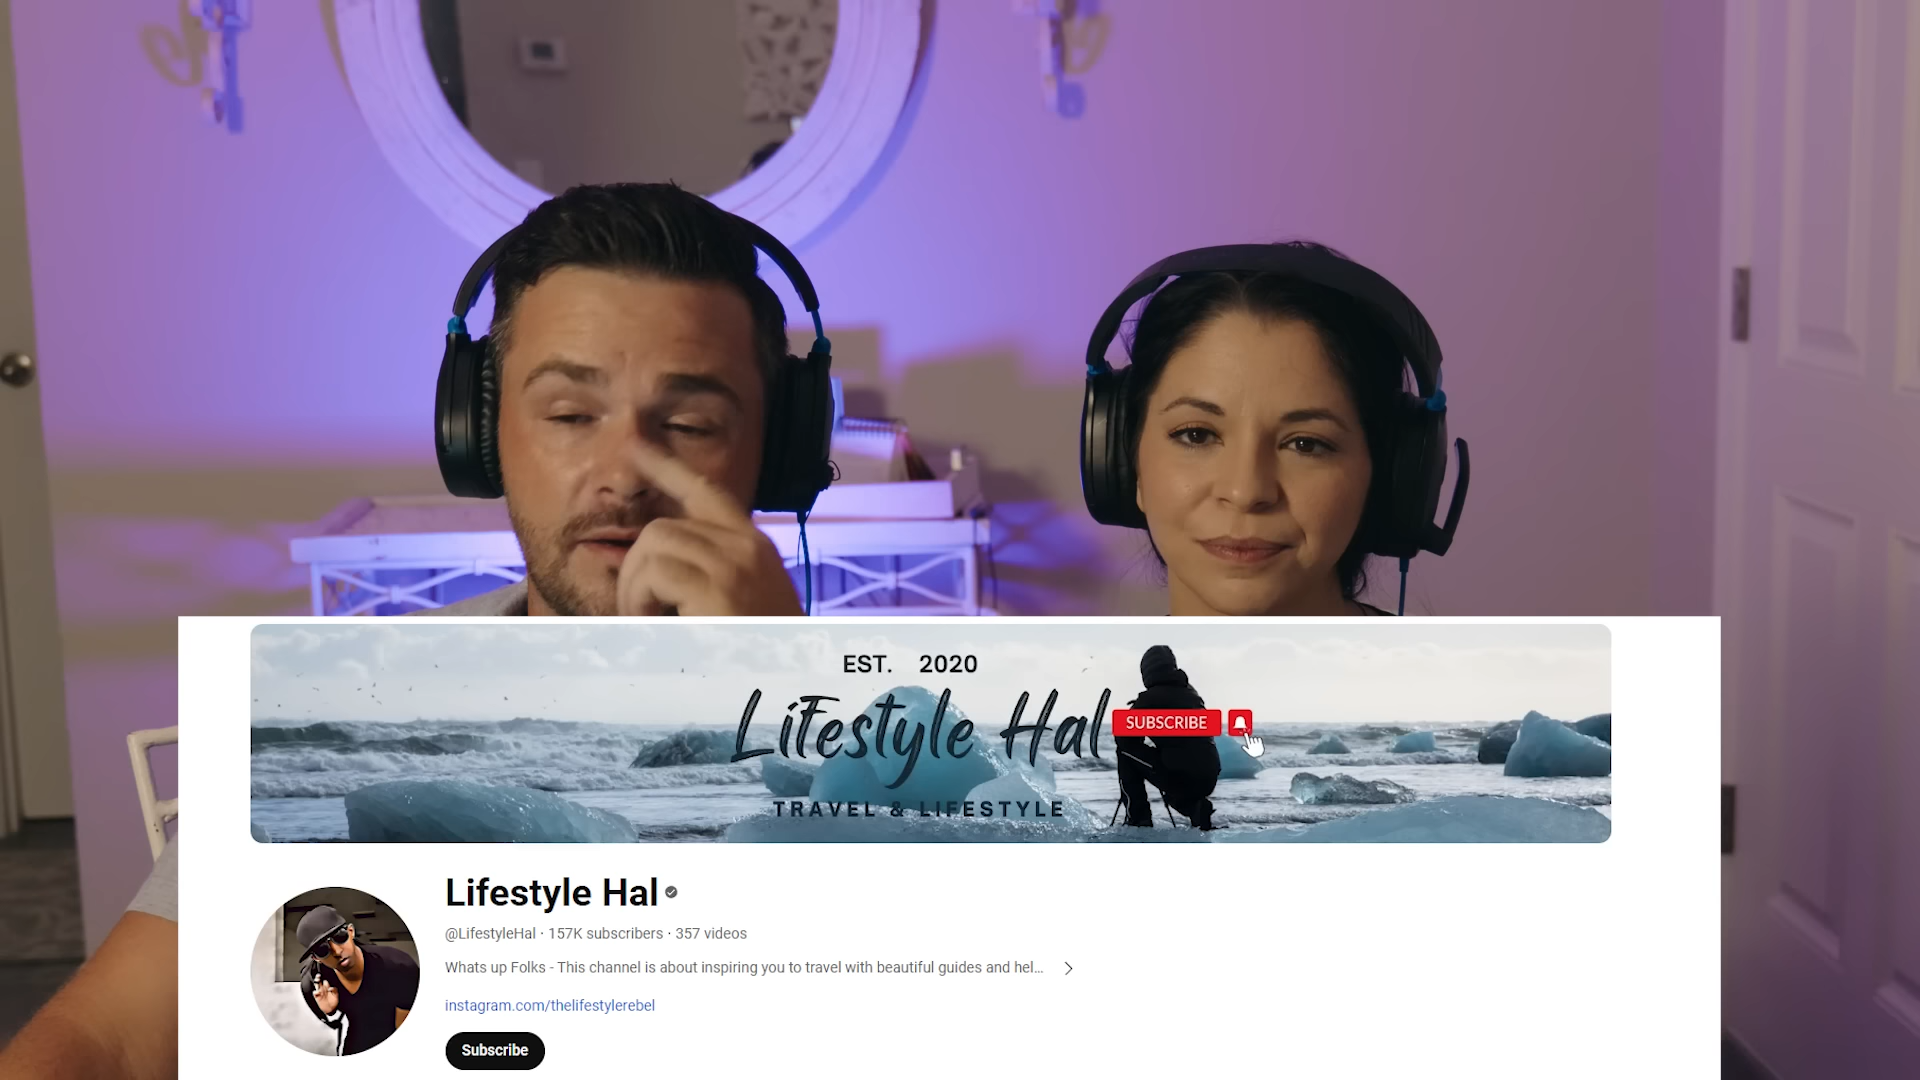 EST. 2020
Lifestyle Hal
SUBSCRIBE
TRAVEL & LIFESTYLE
Lifestyle Hal
@LifestyleHal · 157K subscribers · 357 videos
Whats up Folks - This channel is about inspiring you to travel with beautiful guides and hel...
instagram.com/thelifestylerebel
Subscribe